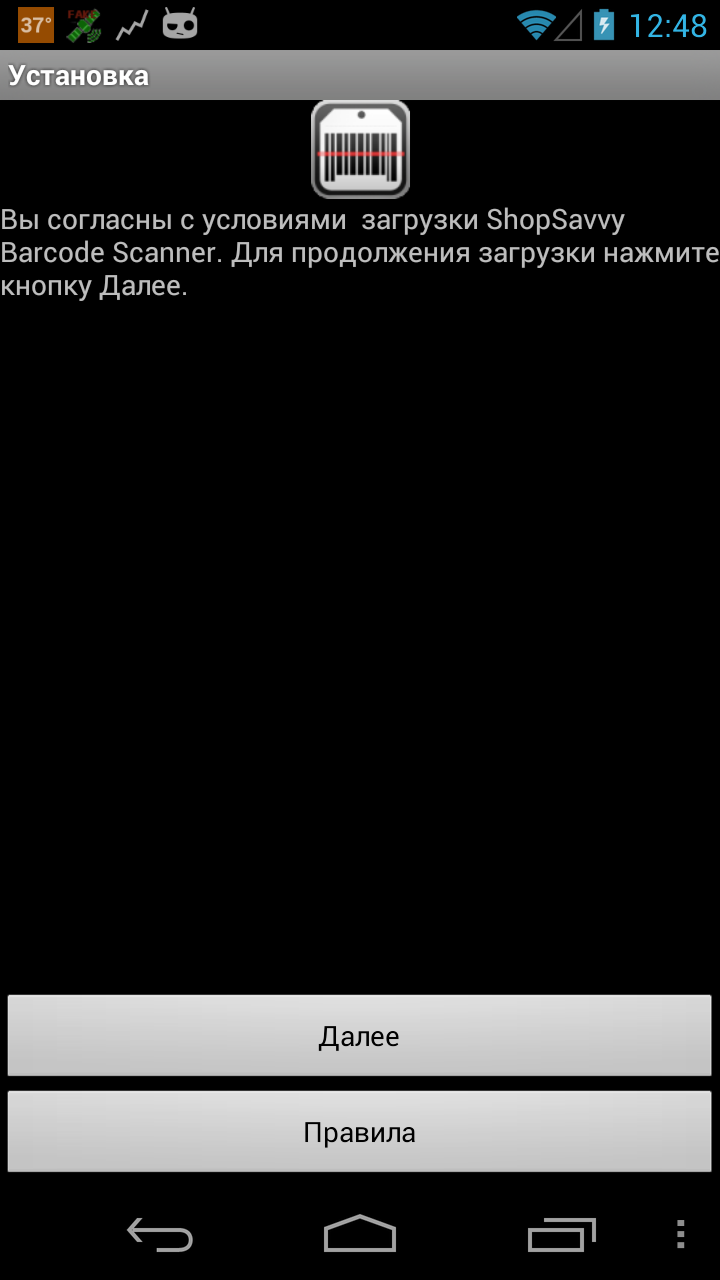 37°
FAKE
12:48
Установка
Вы согласны с условиями  загрузки ShopSavvy
Barcode Scanner. Для продолжения загрузки нажмите
кнопку Далее.
Далее
Правила